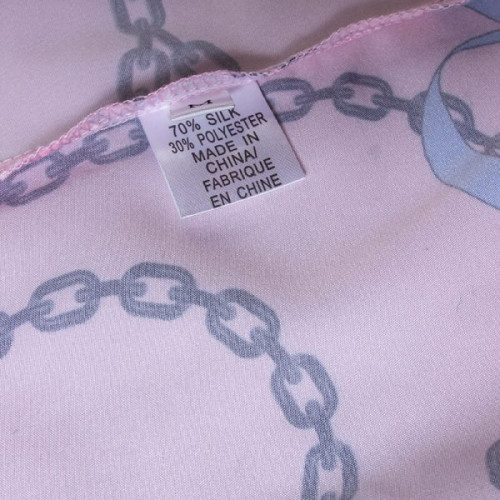 M
70% SILK
30% POLYESTER
MADE IN
CHINA/
FABRIQUE
EN CHINE